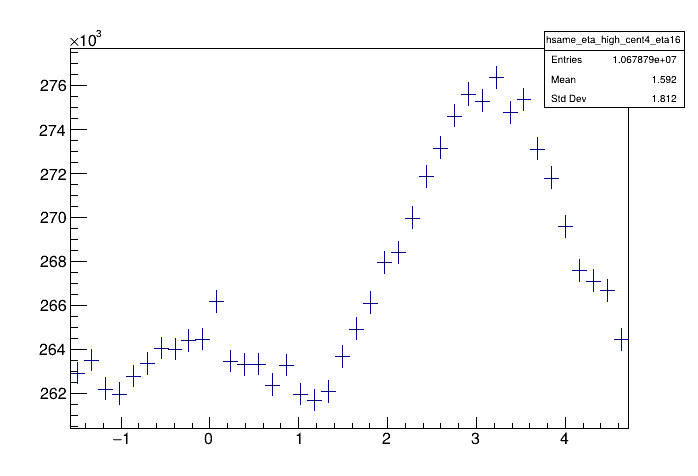 ×10³
hsame_eta_high_cent4_eta16
Entries 1.067879e+07
Mean 1.592
Std Dev 1.812
276
274
272
270
268
266
264
262
−1 0 1 2 3 4